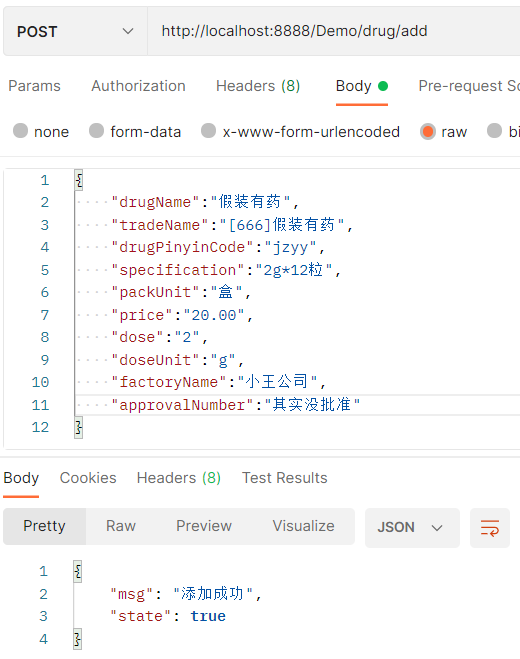 POST http://localhost:8888/Demo/drug/add
Params Authorization Headers (8) Body Pre-request Sc
none form-data x-www-form-urlencoded raw bi
1 {
2 "drugName":"假装有药",
3 "tradeName":"[666]假装有药",
4 "drugPinyinCode":"jzyy",
5 "specification":"2g*12粒",
6 "packUnit":"盒",
7 "price":"20.00",
8 "dose":"2",
9 "doseUnit":"g",
10 "factoryName":"小王公司",
11 "approvalNumber":"其实没批准"
12 }
Body Cookies Headers (8) Test Results
Pretty Raw Preview Visualize JSON
1 {
2 "msg": "添加成功",
3 "state": true
4 }